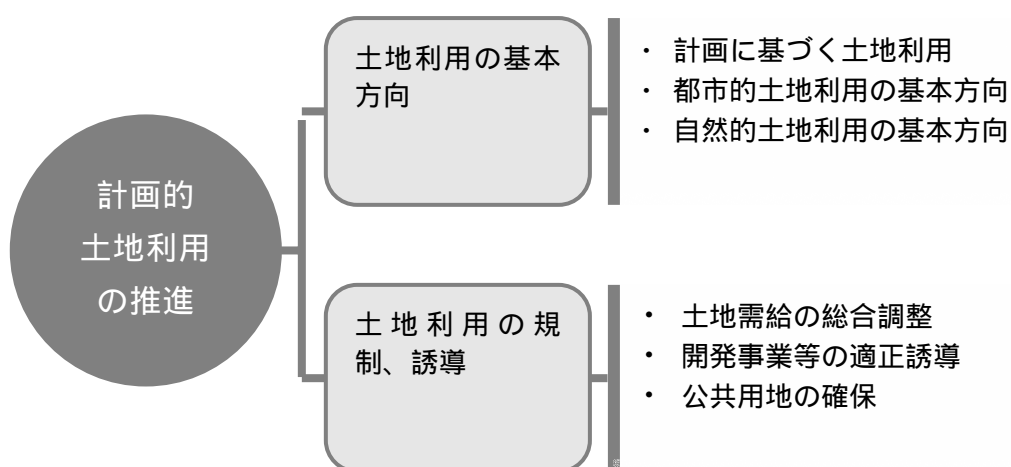 土地利用の基本
方向
・ 計画に基づく土地利用
・ 都市的土地利用の基本方向
・ 自然的土地利用の基本方向
計画的
土地利用
の推進
土地利用の規
制、誘導
・ 土地需給の総合調整
・ 開発事業等の適正誘導
・ 公共用地の確保